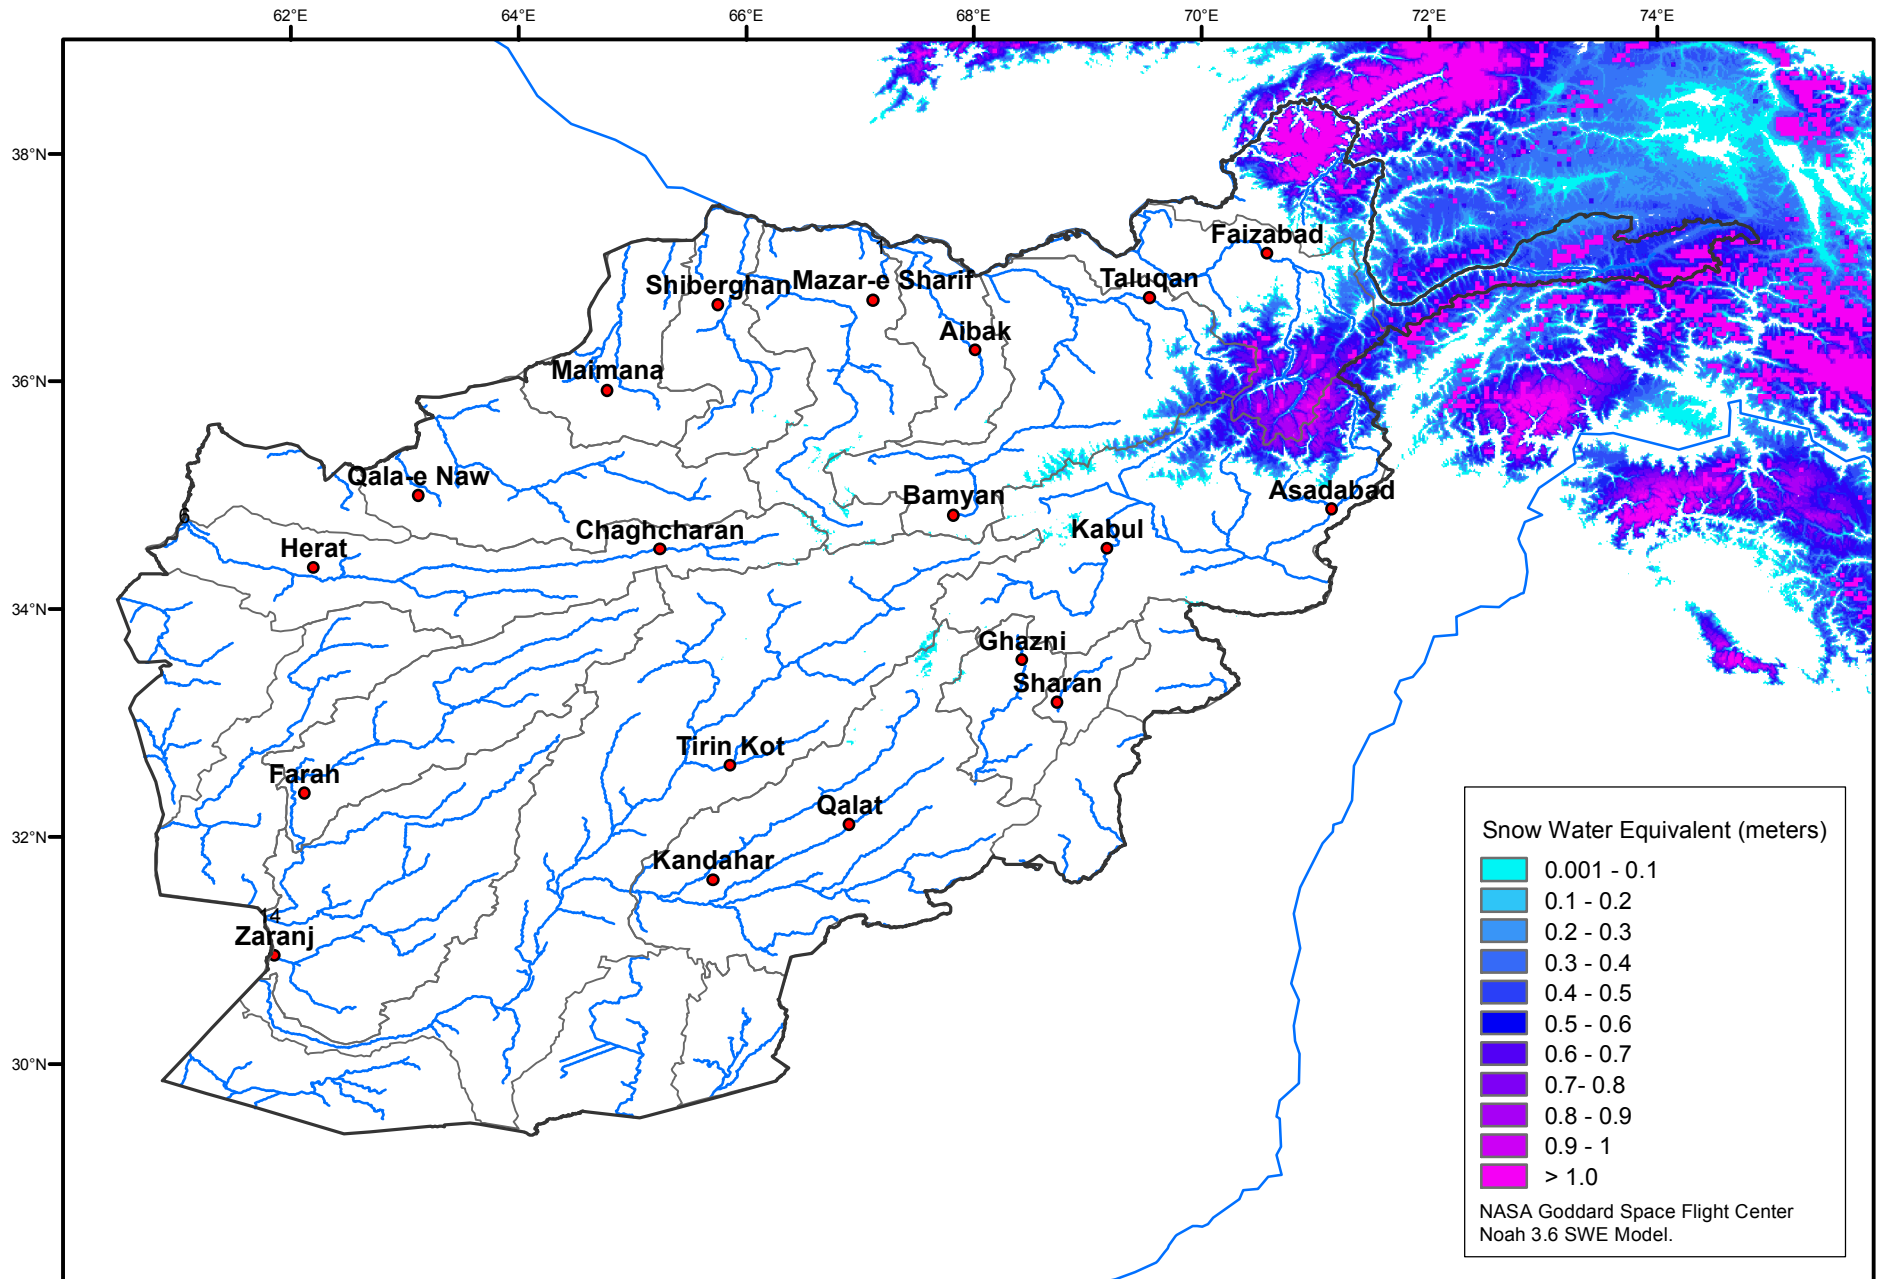 62°E 64°E 66°E 68°E 70°E 72°E 74°E
38°N
Faizabad
Shiberghan Mazar-e Sharif Taluqan
Aibak
36°N
Maimana
Qala-e Naw
Bamyan Asadabad
6
Chaghcharan Kabul
Herat
34°N
Ghazni
Sharan
Tirin Kot
Farah
Qalat
32°N
Kandahar
14
Zaranj
30°N
Snow Water Equivalent (meters)
0.001 - 0.1
0.1 - 0.2
0.2 - 0.3
0.3 - 0.4
0.4 - 0.5
0.5 - 0.6
0.6 - 0.7
0.7- 0.8
0.8 - 0.9
0.9 - 1
> 1.0
NASA Goddard Space Flight Center
Noah 3.6 SWE Model.